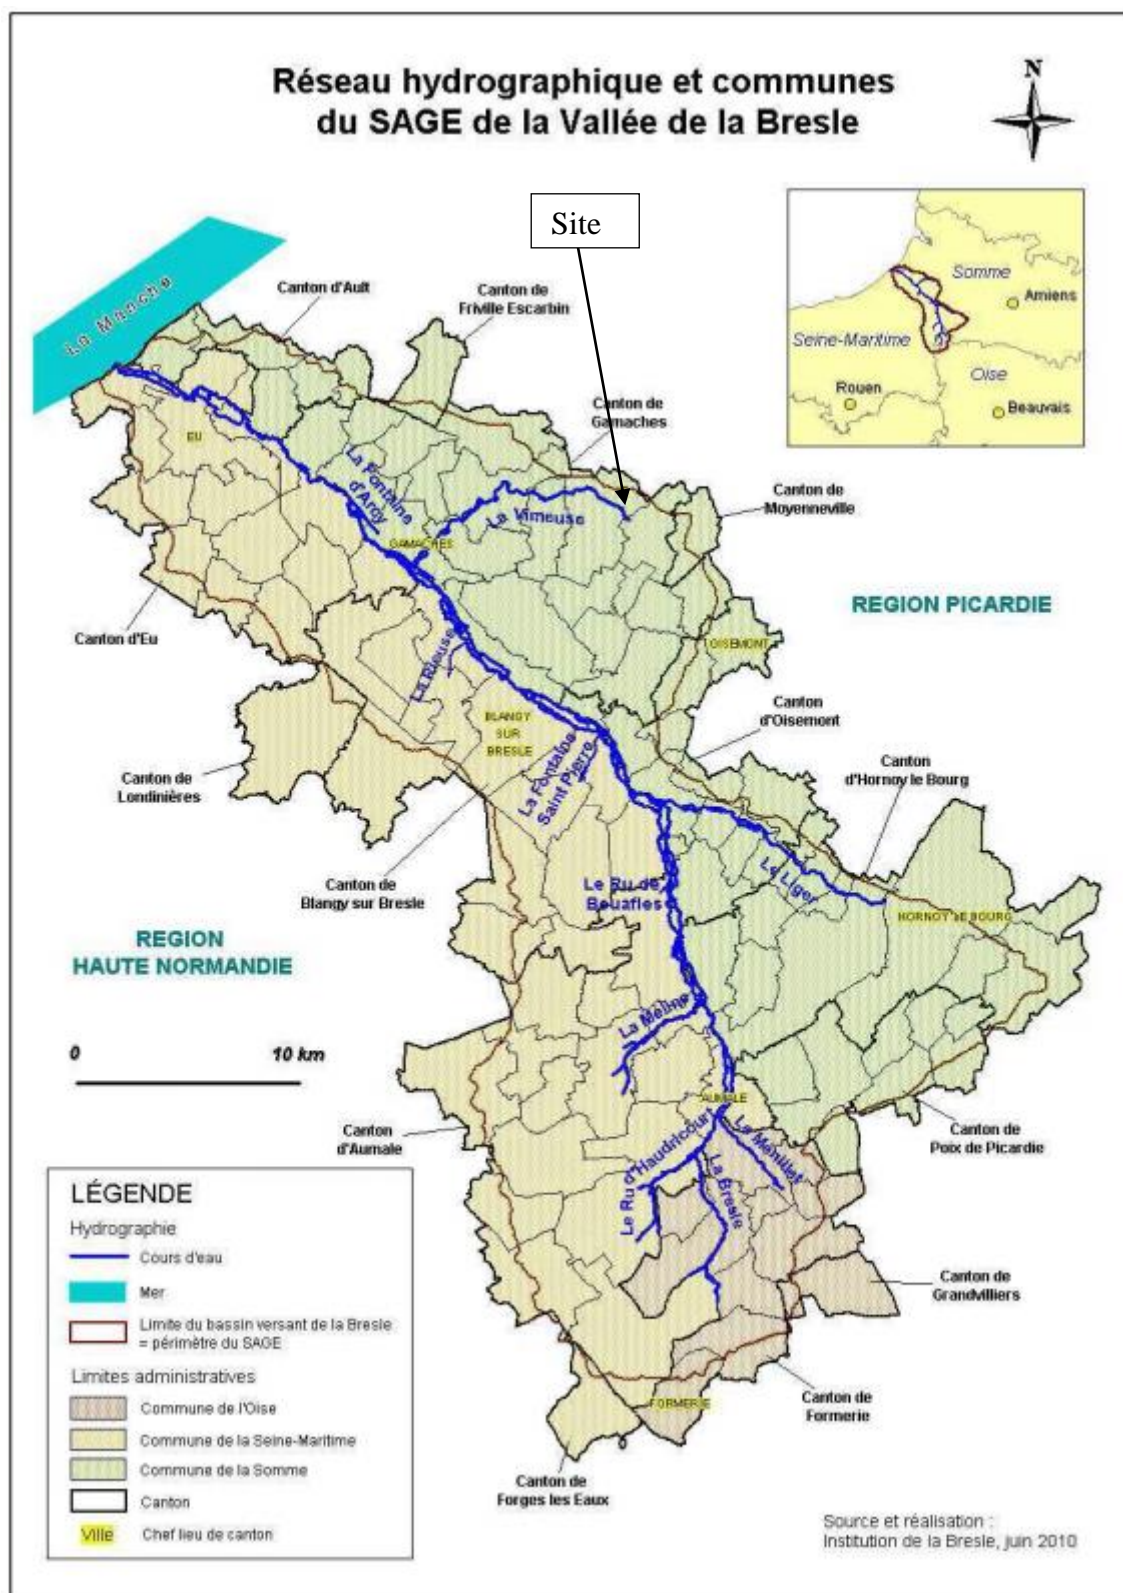 Réseau hydrographique et communes
du SAGE de la Vallée de la Bresle
N
Site
La Manche
Canton d'Ault
Canton de
Friville Escarbin
Canton de
Gamaches
Canton de
Moyenneville
Somme
Amiens
Seine-Maritime
Oise
Rouen
Beauvais
EU
La Fontaine
d'Arcy
La Vimeuse
GAMACHES
REGION PICARDIE
Canton d'Eu
La Rieuse
OISEMONT
BLANGY
SUR
BRESLE
Canton
d'Oisemont
Canton
d'Hornoy le Bourg
Canton de
Londinières
La Fontaine
Saint Pierre
Canton de
Blangy sur Bresle
Le Ru de
Bouafles
Le Liger
HORNOY LE BOURG
REGION
HAUTE NORMANDIE
La Méline
0 10 km
AUMALE
Canton
d'Aumale
Canton de
Poix de Picardie
Le Ru d'Haudricourt
Le Ménillet
La Bresle
Canton de
Grandvilliers
Canton de
Formerie
FORMERIE
Canton de
Forges les Eaux
LÉGENDE
Hydrographie
Cours d'eau
Mer
Limite du bassin versant de la Bresle
= périmètre du SAGE
Limites administratives
Commune de l'Oise
Commune de la Seine-Maritime
Commune de la Somme
Canton
Ville Chef lieu de canton
Source et réalisation :
Institution de la Bresle, juin 2010